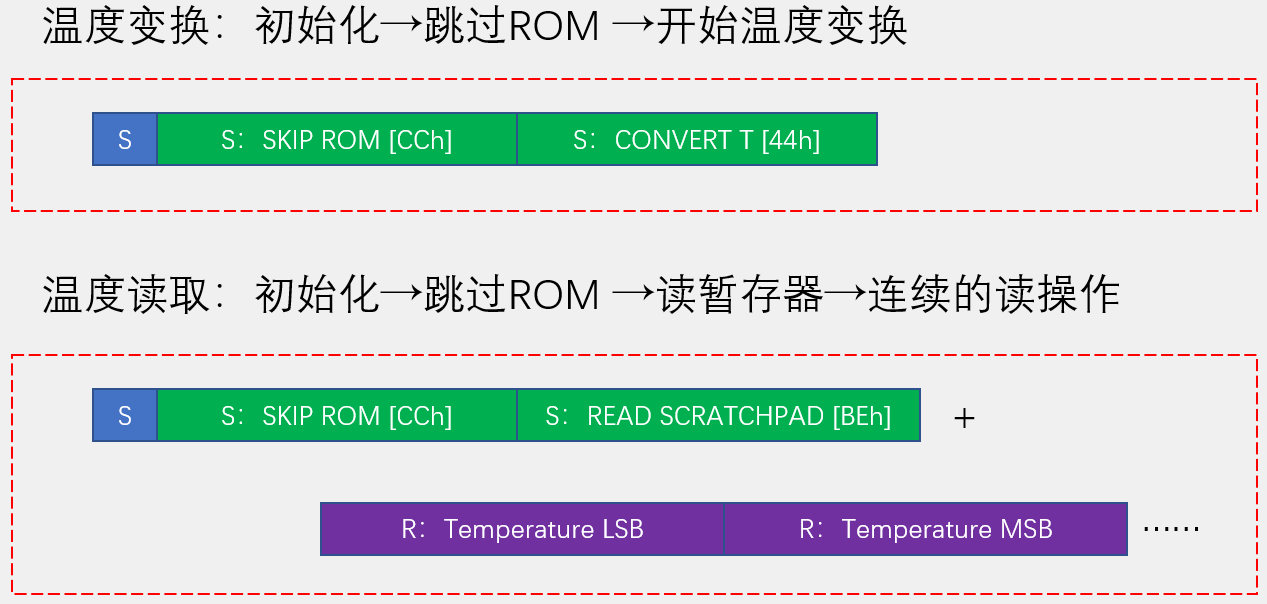 温度变换：初始化→跳过ROM →开始温度变换
S S：SKIP ROM [CCh] S：CONVERT T [44h]
温度读取：初始化→跳过ROM →读暂存器→连续的读操作
S S：SKIP ROM [CCh] S：READ SCRATCHPAD [BEh] +
R：Temperature LSB R：Temperature MSB ……